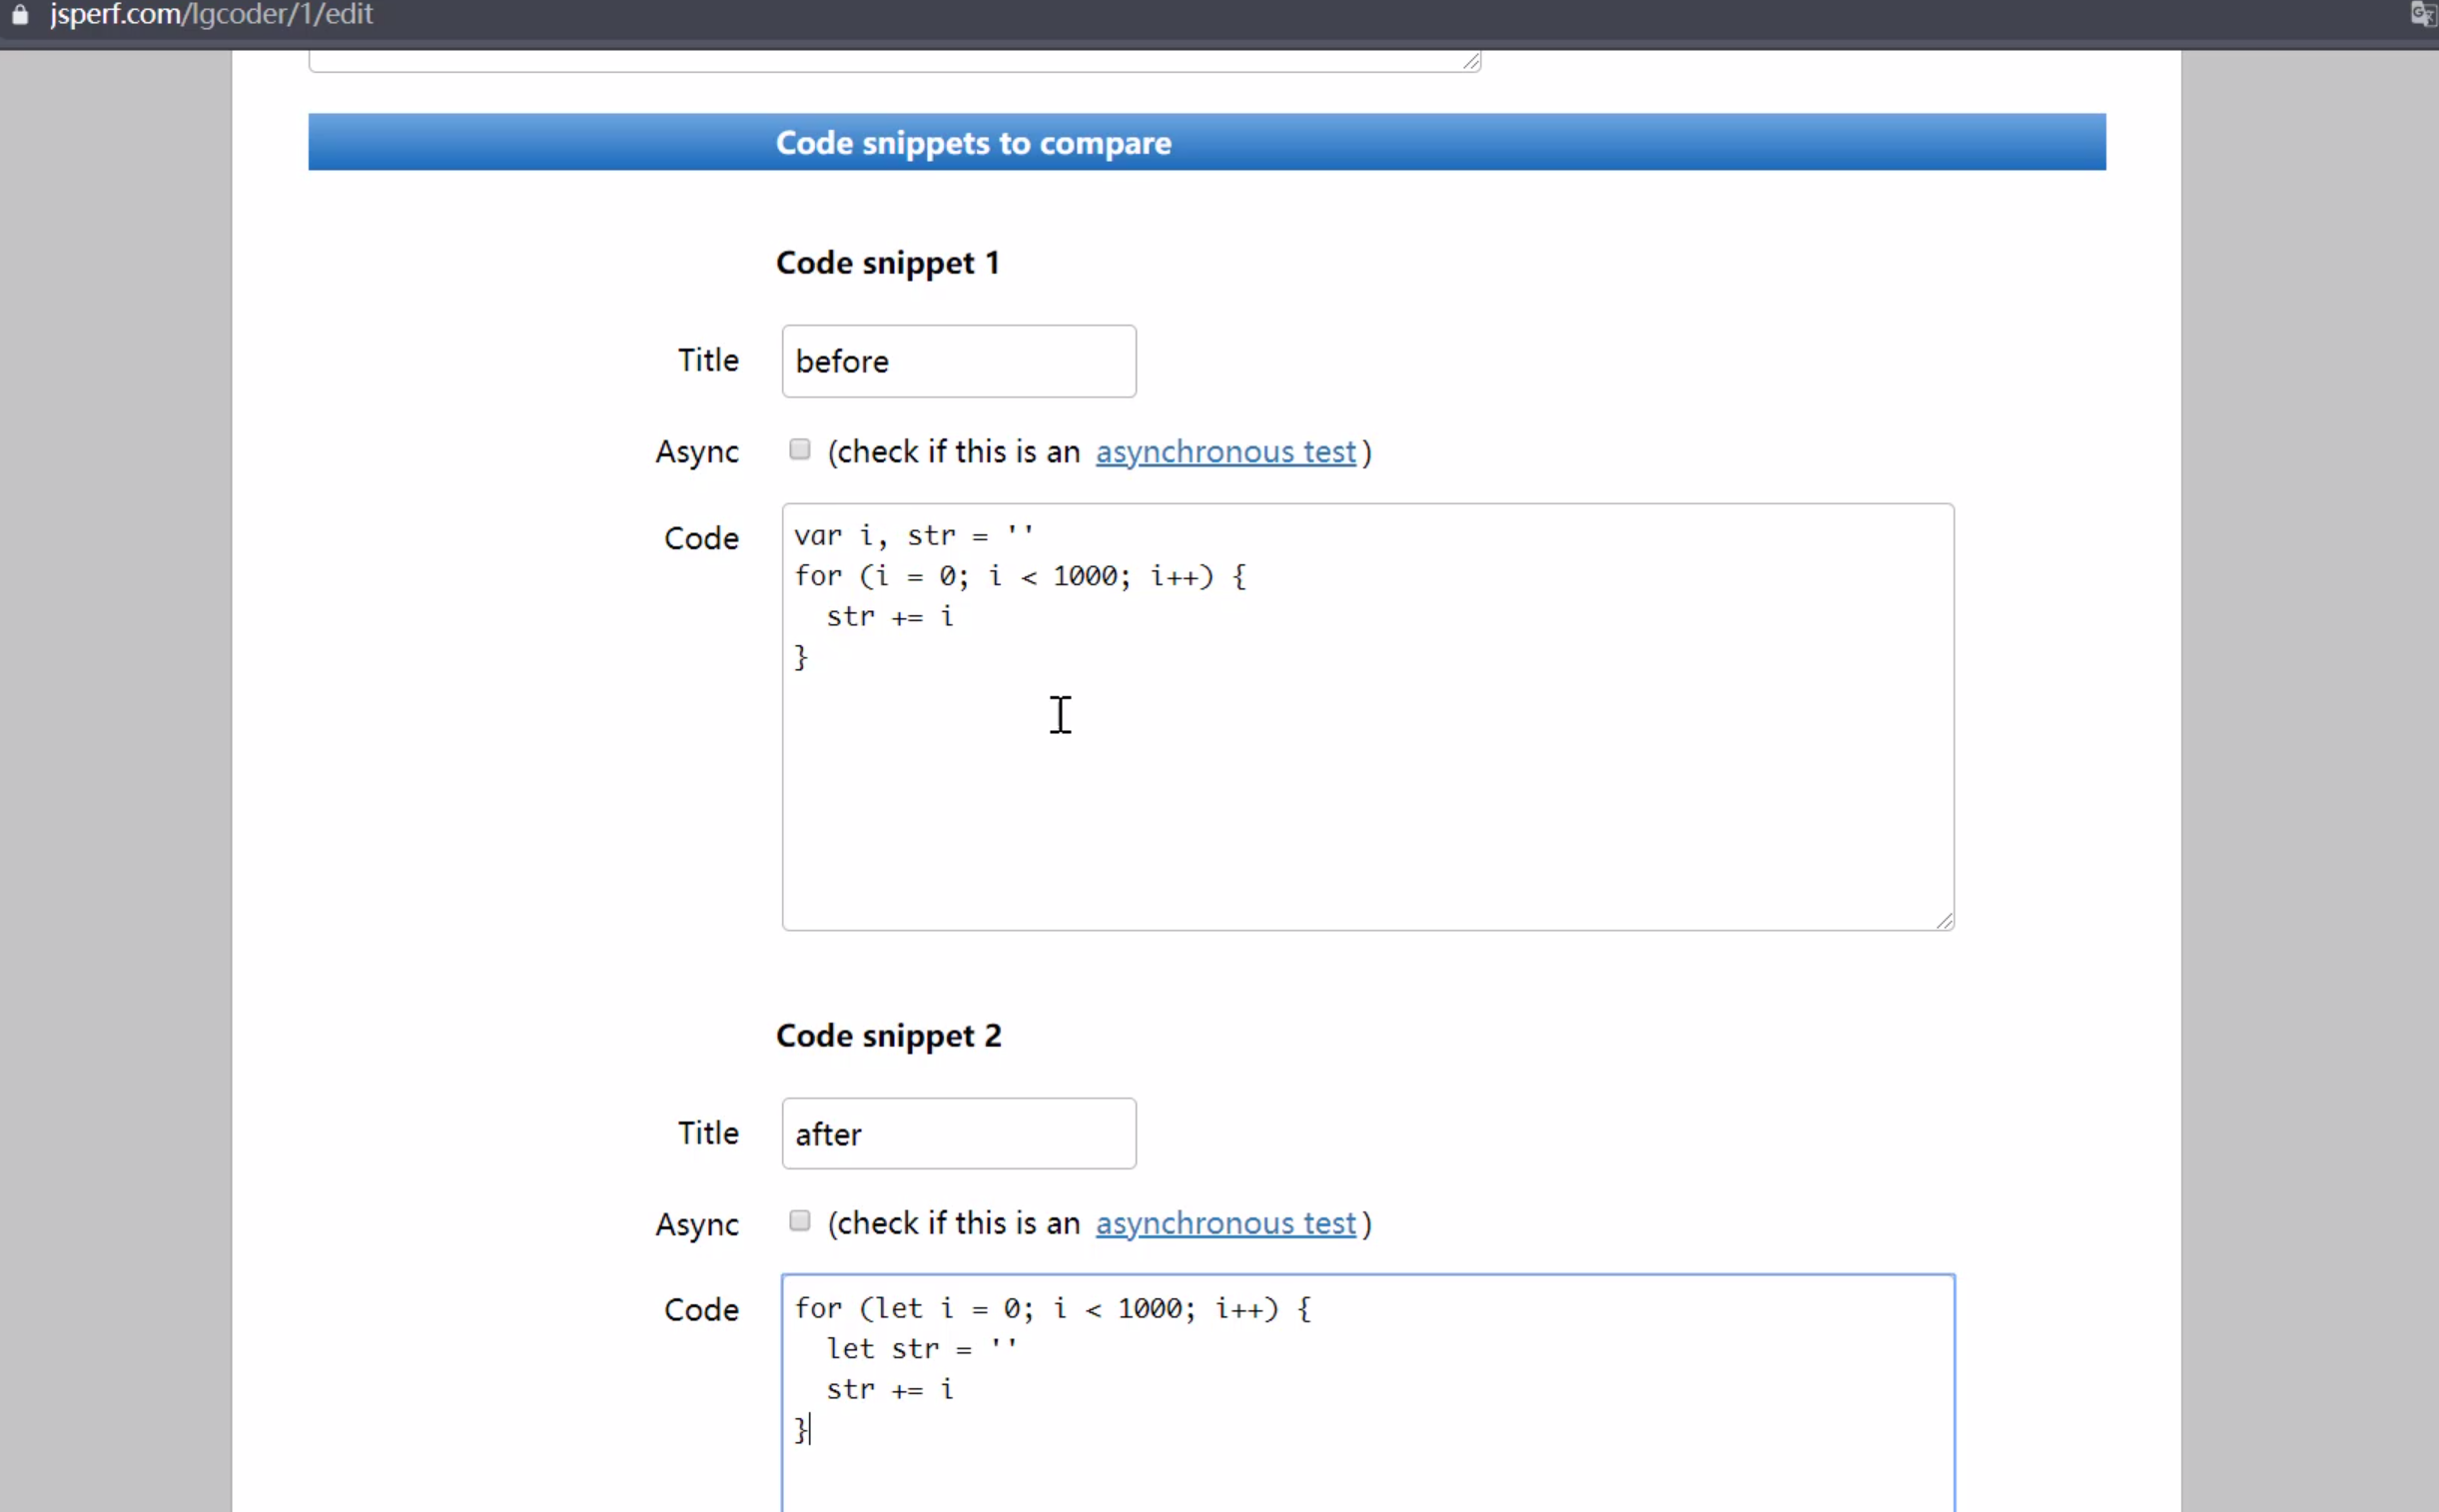 jsperf.com/lgcoder/1/edit
Code snippets to compare
Code snippet 1
Title before
Async (check if this is an asynchronous test)
Code
var i, str = ''
for (i = 0; i < 1000; i++) {
  str += i
}
Code snippet 2
Title after
Async (check if this is an asynchronous test)
Code
for (let i = 0; i < 1000; i++) {
  let str = ''
  str += i
}